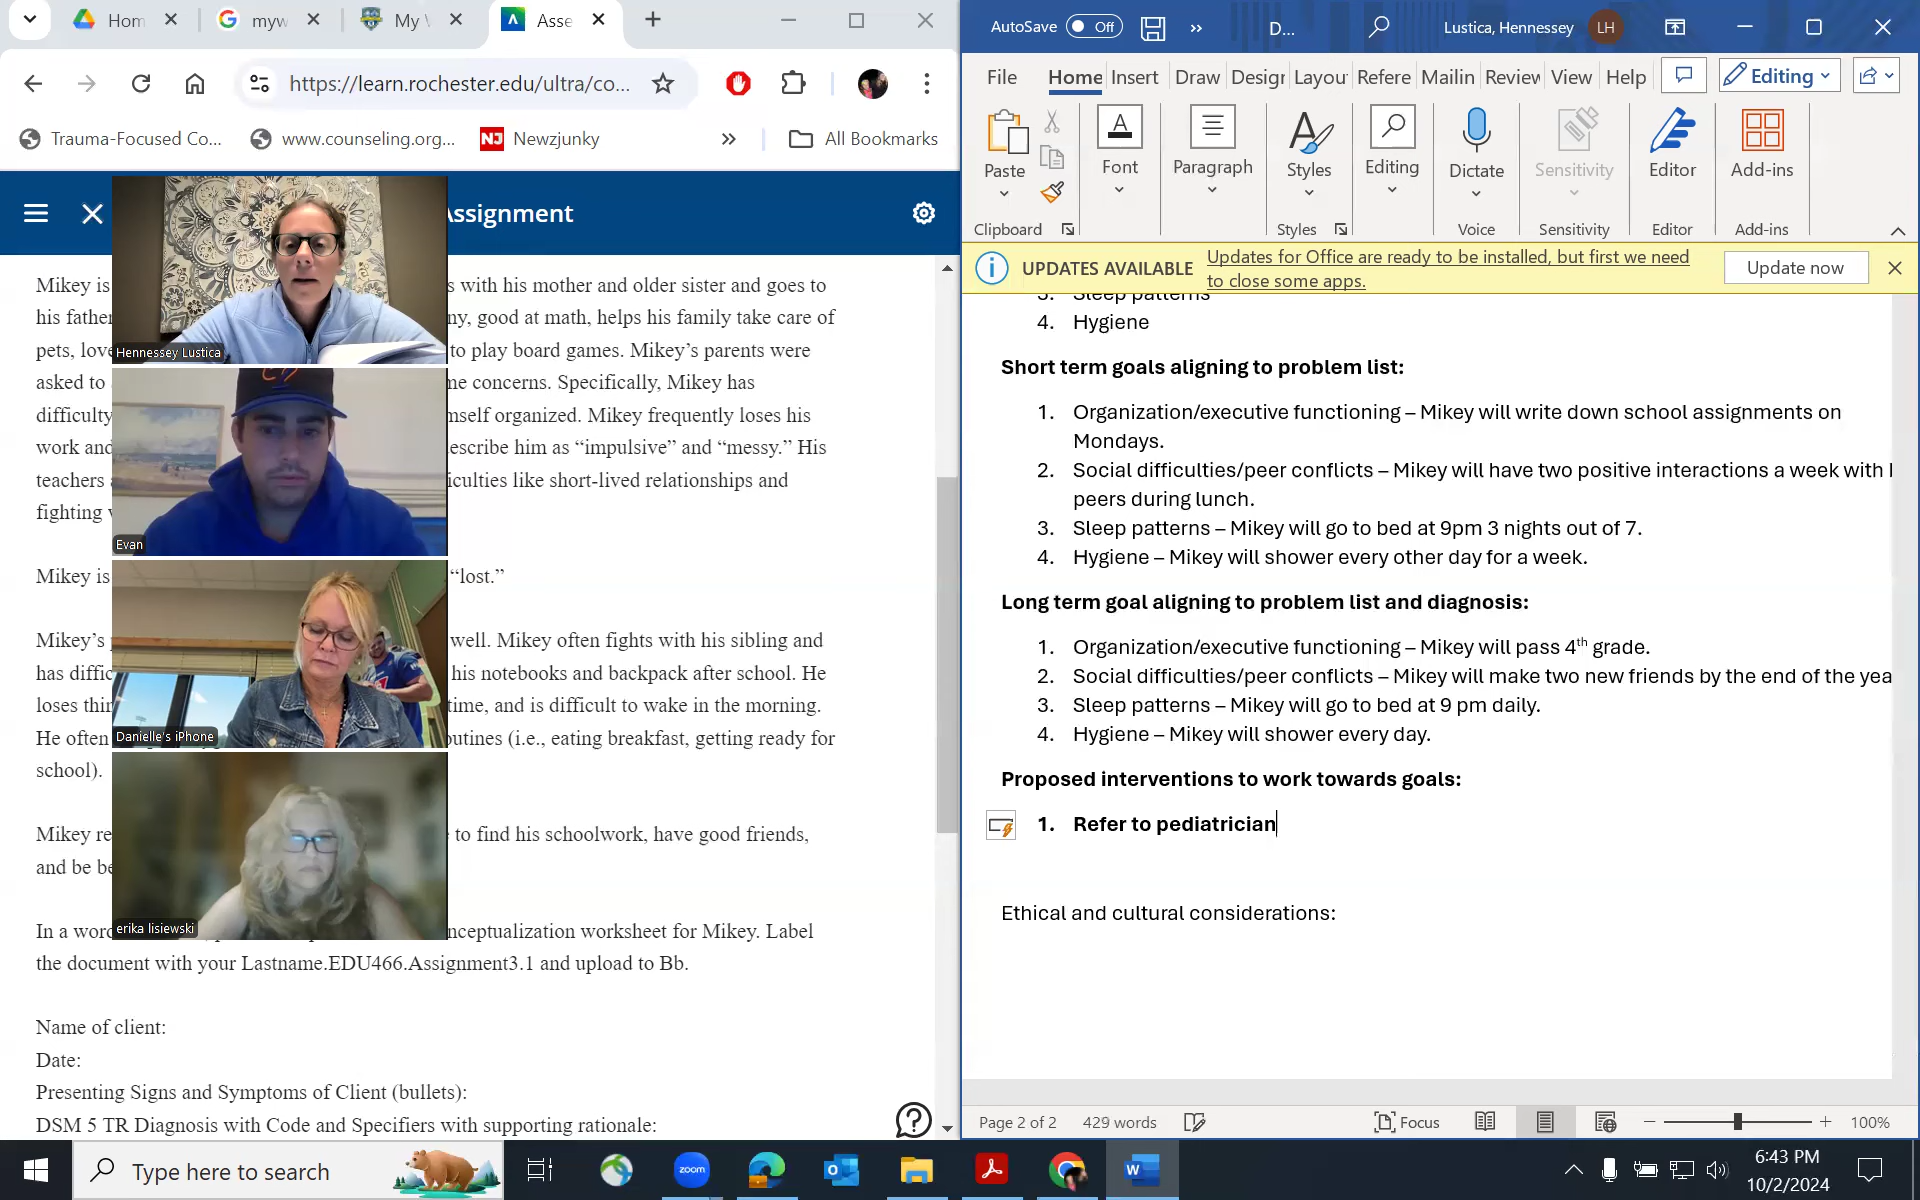 Hom
myw
My
Asse
https://learn.rochester.edu/ultra/co...
Trauma-Focused Co...
www.counseling.org...
NJ
Newzjunky
All Bookmarks
Assignment
Mikey is
s with his mother and older sister and goes to
his father
ny, good at math, helps his family take care of
pets, love
to play board games. Mikey’s parents were
asked to
ne concerns. Specifically, Mikey has
difficulty
mself organized. Mikey frequently loses his
work and
escribe him as “impulsive” and “messy.” His
teachers
iculties like short-lived relationships and
fighting
Mikey is
“lost.”
Mikey’s
well. Mikey often fights with his sibling and
has diffic
his notebooks and backpack after school. He
loses thin
time, and is difficult to wake in the morning.
He often
outines (i.e., eating breakfast, getting ready for
school).
Mikey re
to find his schoolwork, have good friends,
and be be
In a word
nceptualization worksheet for Mikey. Label
the document with your Lastname.EDU466.Assignment3.1 and upload to Bb.
Name of client:
Date:
Presenting Signs and Symptoms of Client (bullets):
DSM 5 TR Diagnosis with Code and Specifiers with supporting rationale:
Hennessey Lustica
Evan
Danielle's iPhone
erika lisiewski
AutoSave Off
D...
Lustica, Hennessey LH
File Home Insert Draw Design Layou Refere Mailin Review View Help
Editing
Paste
Font
Paragraph
Styles
Editing
Dictate
Sensitivity
Editor
Add-ins
Clipboard
Styles
Voice
Sensitivity
Editor
Add-ins
UPDATES AVAILABLE
Updates for Office are ready to be installed, but first we need
to close some apps.
Update now
3. Sleep patterns
4. Hygiene
Short term goals aligning to problem list:
1. Organization/executive functioning – Mikey will write down school assignments on
Mondays.
2. Social difficulties/peer conflicts – Mikey will have two positive interactions a week with
peers during lunch.
3. Sleep patterns – Mikey will go to bed at 9pm 3 nights out of 7.
4. Hygiene – Mikey will shower every other day for a week.
Long term goal aligning to problem list and diagnosis:
1. Organization/executive functioning – Mikey will pass 4th grade.
2. Social difficulties/peer conflicts – Mikey will make two new friends by the end of the yea
3. Sleep patterns – Mikey will go to bed at 9 pm daily.
4. Hygiene – Mikey will shower every day.
Proposed interventions to work towards goals:
1. Refer to pediatrician
Ethical and cultural considerations:
Page 2 of 2
429 words
Focus
100%
Type here to search
zoom
6:43 PM
10/2/2024